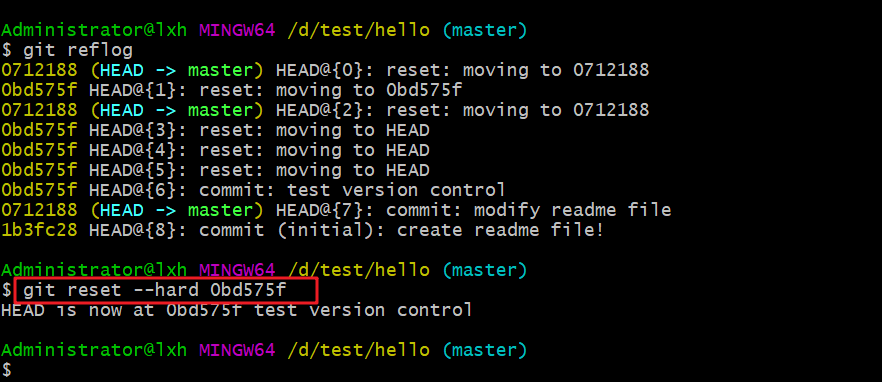 Administrator@lxh MINGW64 /d/test/hello (master)
$ git reflog
0712188 (HEAD -> master) HEAD@{0}: reset: moving to 0712188
0bd575f HEAD@{1}: reset: moving to 0bd575f
0712188 (HEAD -> master) HEAD@{2}: reset: moving to 0712188
0bd575f HEAD@{3}: reset: moving to HEAD
0bd575f HEAD@{4}: reset: moving to HEAD
0bd575f HEAD@{5}: reset: moving to HEAD
0bd575f HEAD@{6}: commit: test version control
0712188 (HEAD -> master) HEAD@{7}: commit: modify readme file
1b3fc28 HEAD@{8}: commit (initial): create readme file!
Administrator@lxh MINGW64 /d/test/hello (master)
$ git reset --hard 0bd575f
HEAD is now at 0bd575f test version control
Administrator@lxh MINGW64 /d/test/hello (master)
$